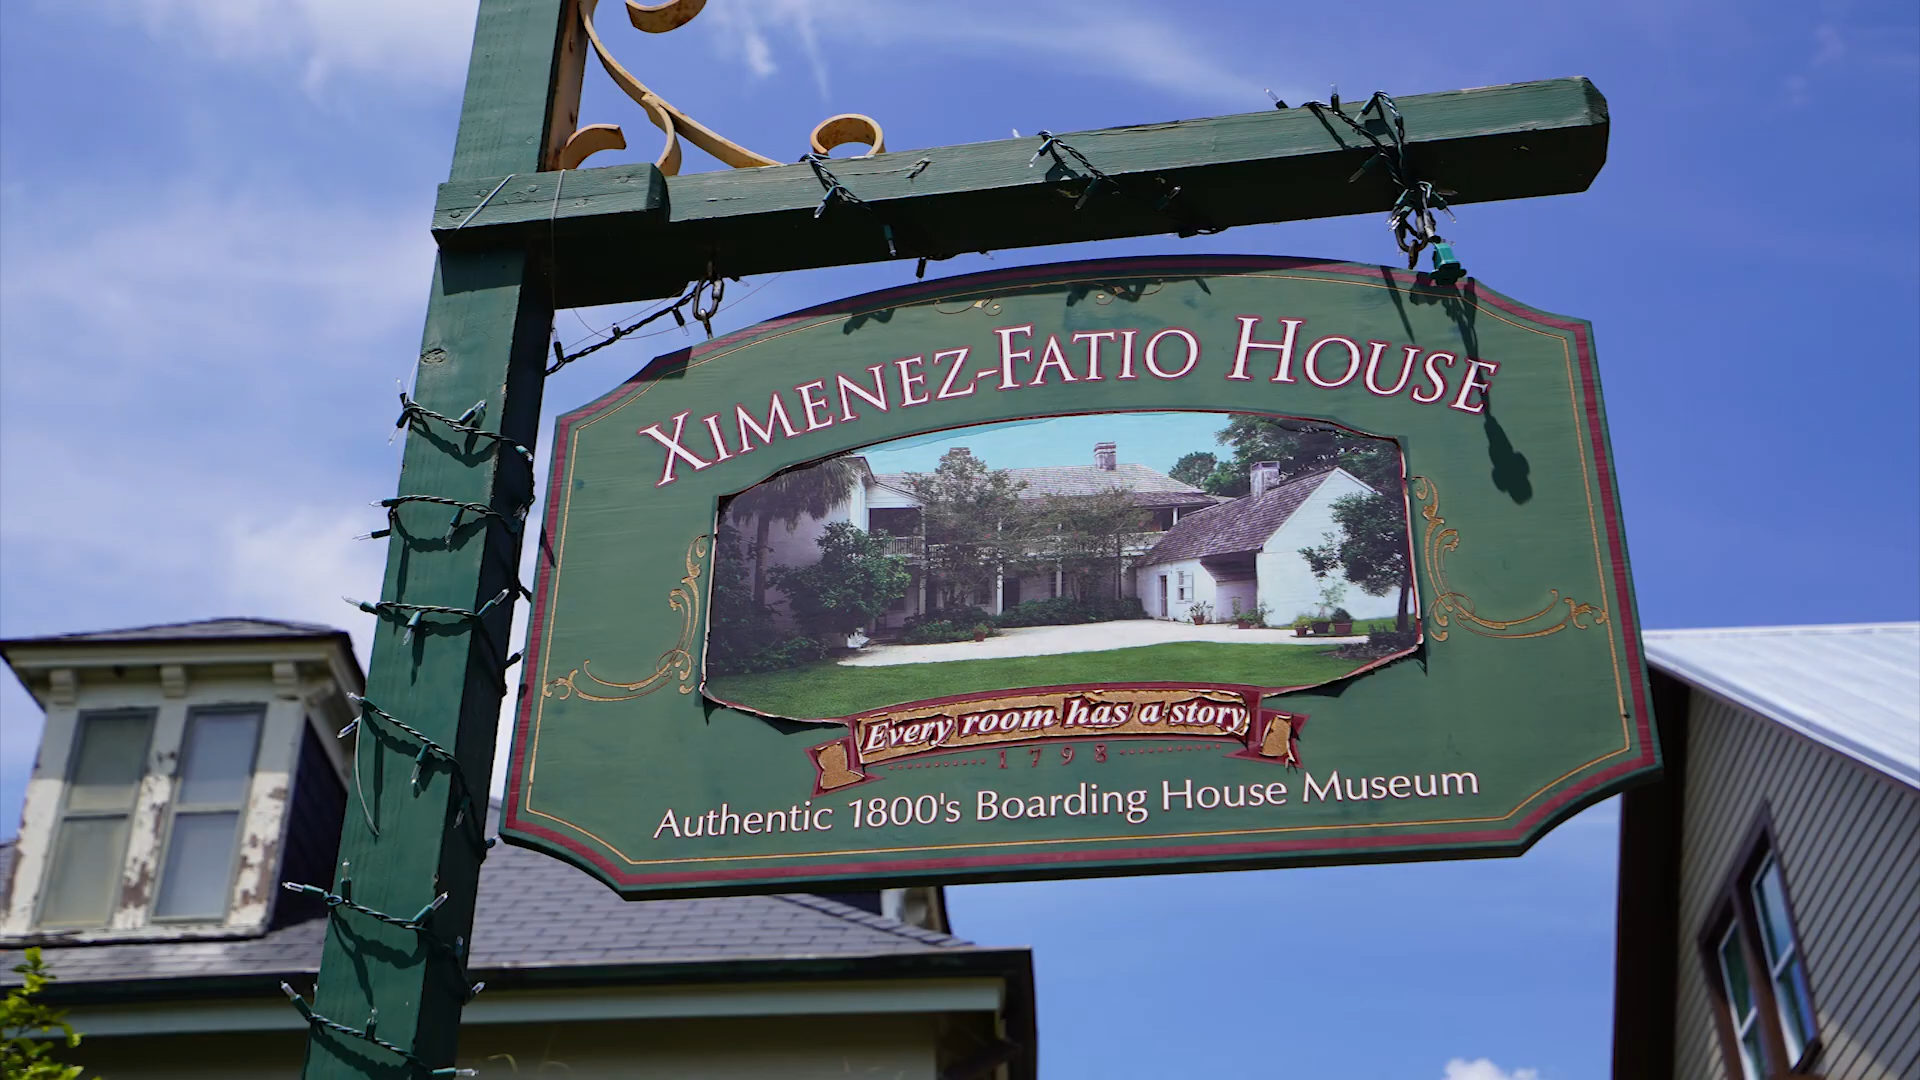 XIMENEZ-FATIO HOUSE
Every room has a story
1798
Authentic 1800's Boarding House Museum